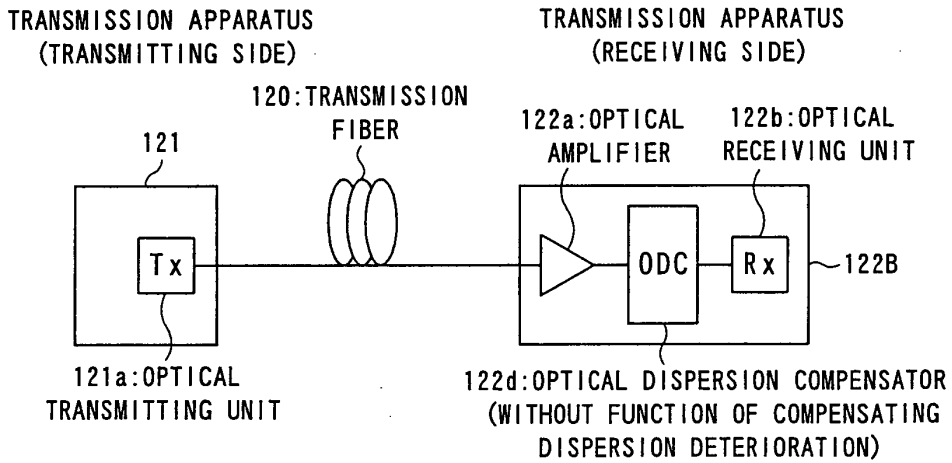 TRANSMISSION APPARATUS
(TRANSMITTING SIDE)
TRANSMISSION APPARATUS
(RECEIVING SIDE)
120:TRANSMISSION
FIBER
122a:OPTICAL
AMPLIFIER
122b:OPTICAL
RECEIVING UNIT
121
Tx
ODC
Rx
122B
121a:OPTICAL
TRANSMITTING UNIT
122d:OPTICAL DISPERSION COMPENSATOR
(WITHOUT FUNCTION OF COMPENSATING
DISPERSION DETERIORATION)